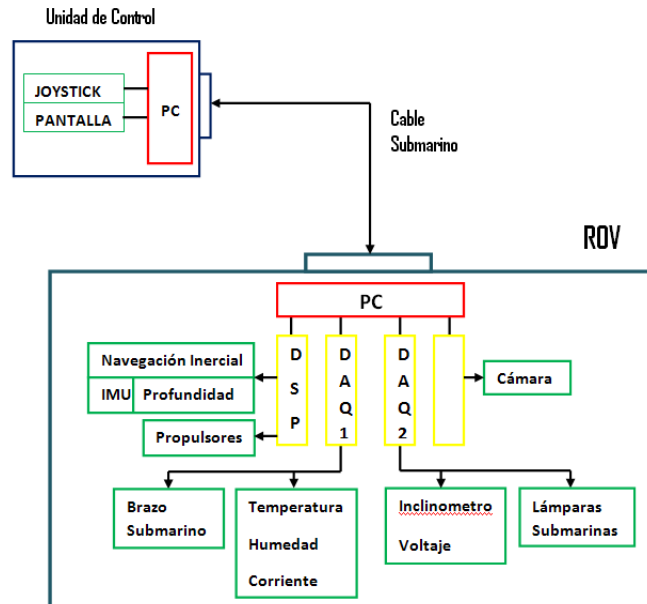 Unidad de Control
JOYSTICK
PANTALLA
PC
Cable
Submarino
ROV
PC
D
S
P
D
A
Q
1
D
A
Q
2
Navegación Inercial
IMU
Profundidad
Propulsores
Cámara
Brazo
Submarino
Temperatura
Humedad
Corriente
Inclinometro
Voltaje
Lámparas
Submarinas